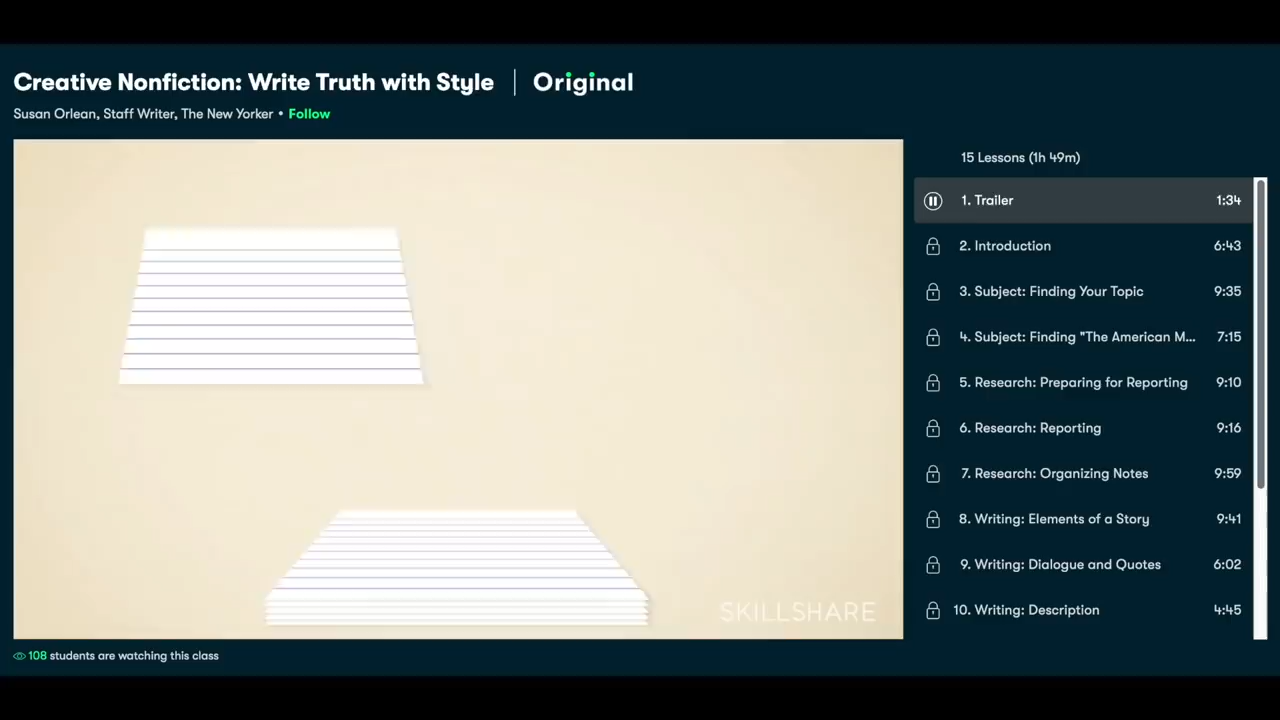 Creative Nonfiction: Write Truth with Style | Original
Susan Orlean, Staff Writer, The New Yorker • Follow
15 Lessons (1h 49m)
1. Trailer 1:34
2. Introduction 6:43
3. Subject: Finding Your Topic 9:35
4. Subject: Finding "The American M... 7:15
5. Research: Preparing for Reporting 9:10
6. Research: Reporting 9:16
7. Research: Organizing Notes 9:59
8. Writing: Elements of a Story 9:41
9. Writing: Dialogue and Quotes 6:02
10. Writing: Description 4:45
SKILLSHARE
108 students are watching this class